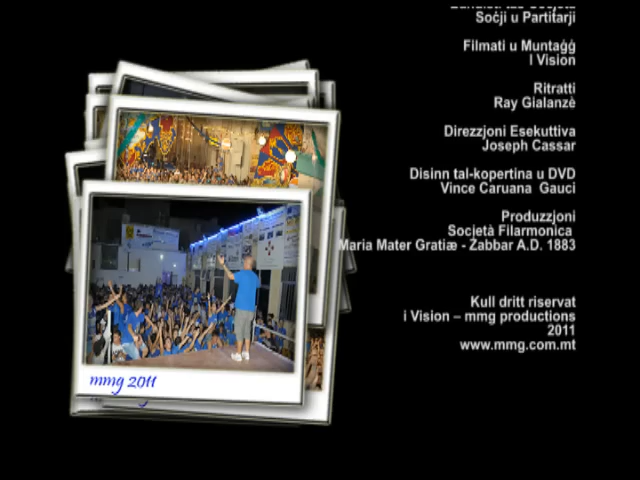 Soċji u Partitarji
Filmati u Muntaġġ
I Vision
Ritratti
Ray Gialanzè
Direzzjoni Esekuttiva
Joseph Cassar
Disinn tal-kopertina u DVD
Vince Caruana Gauci
Produzzjoni
Società Filarmonica
Maria Mater Gratiæ - Żabbar A.D. 1883
Kull dritt riservat
i Vision – mmg productions
2011
www.mmg.com.mt
mmg 2011